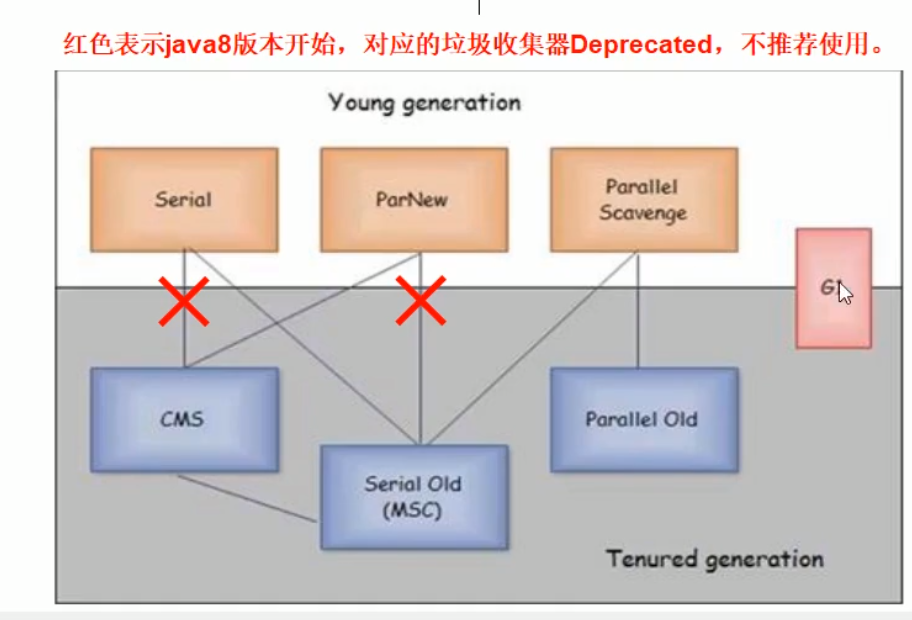 红色表示java8版本开始，对应的垃圾收集器Deprecated，不推荐使用。
Young generation
Serial
ParNew
Parallel
Scavenge
CMS
Serial Old
(MSC)
Parallel Old
Tenured generation